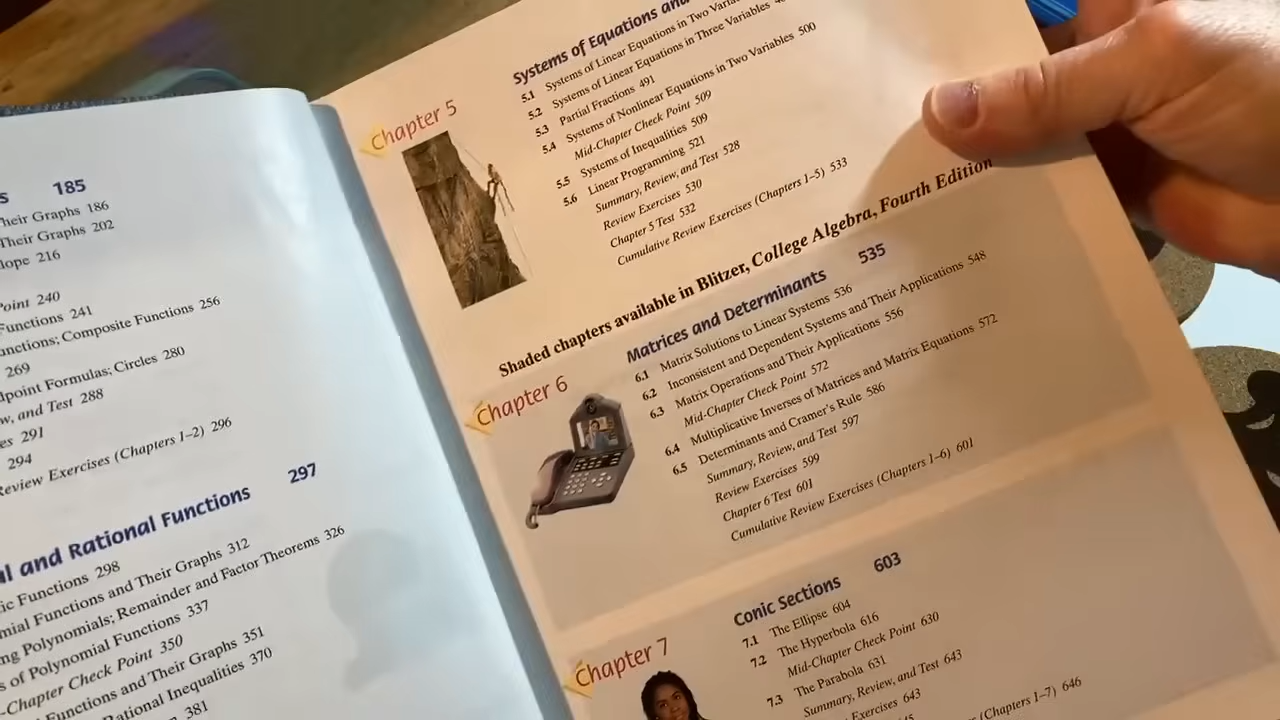 185
Their Graphs 186
Their Graphs 202
216
240
241
Composite Functions 256
269
Formulas; Circles 280
and Test 288
291
294
Review Exercises (Chapters 1–2) 296
and Rational Functions 297
Functions 298
Functions and Their Graphs 312
Polynomials; Remainder and Factor Theorems 326
of Polynomial Functions 337
Chapter Check Point 350
Functions and Their Graphs 351
Rational Inequalities 370
381
Chapter 5
Systems of Equations and
5.1 Systems of Linear Equations in Two
5.2 Systems of Linear Equations in Three Variables
5.3 Partial Fractions 491
5.4 Systems of Nonlinear Equations in Two Variables 500
Mid-Chapter Check Point 509
5.5 Systems of Inequalities 509
5.6 Linear Programming 521
Summary, Review, and Test 528
Review Exercises 530
Chapter 5 Test 532
Cumulative Review Exercises (Chapters 1–5) 533
Shaded chapters available in Blitzer, College Algebra, Fourth Edition
Chapter 6
Matrices and Determinants 535
6.1 Matrix Solutions to Linear Systems 536
6.2 Inconsistent and Dependent Systems and Their Applications 548
6.3 Matrix Operations and Their Applications 556
Mid-Chapter Check Point 572
6.4 Multiplicative Inverses of Matrices and Matrix Equations 572
6.5 Determinants and Cramer's Rule 586
Summary, Review, and Test 597
Review Exercises 599
Chapter 6 Test 601
Cumulative Review Exercises (Chapters 1–6) 601
Chapter 7
Conic Sections 603
7.1 The Ellipse 604
7.2 The Hyperbola 616
Mid-Chapter Check Point 630
7.3 The Parabola 631
Summary, Review, and Test 643
Exercises 643
(Chapters 1–7) 646